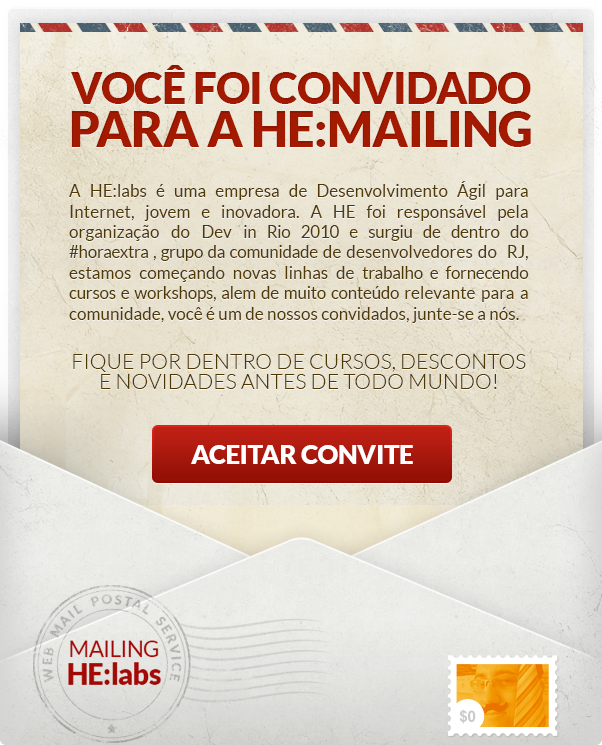 VOCÊ FOI CONVIDADO
PARA A HE:MAILING
A HE:labs é uma empresa de Desenvolvimento Ágil para
Internet, jovem e inovadora. A HE foi responsável pela
organização do Dev in Rio 2010 e surgiu de dentro do
#horaextra , grupo da comunidade de desenvolvedores do RJ,
estamos começando novas linhas de trabalho e fornecendo
cursos e workshops, alem de muito conteúdo relevante para a
comunidade, você é um de nossos convidados, junte-se a nós.
FIQUE POR DENTRO DE CURSOS, DESCONTOS
E NOVIDADES ANTES DE TODO MUNDO!
ACEITAR CONVITE
WEB MAIL POSTAL SERVICE
MAILING
HE:labs
$0